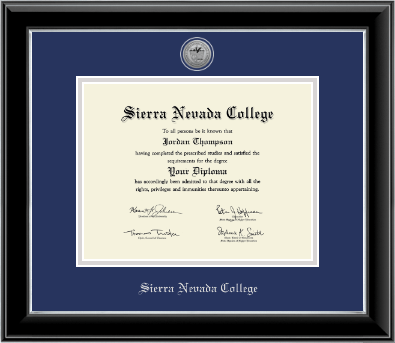 Sierra Nevada College
To all persons be it known that
Jordan Thompson
having completed the prescribed studies and satisfied the
requirements for the degree
Your Diploma
has accordingly been admitted to that degree with all the
rights, privileges and immunities thereunto appertaining.
Sierra Nevada College